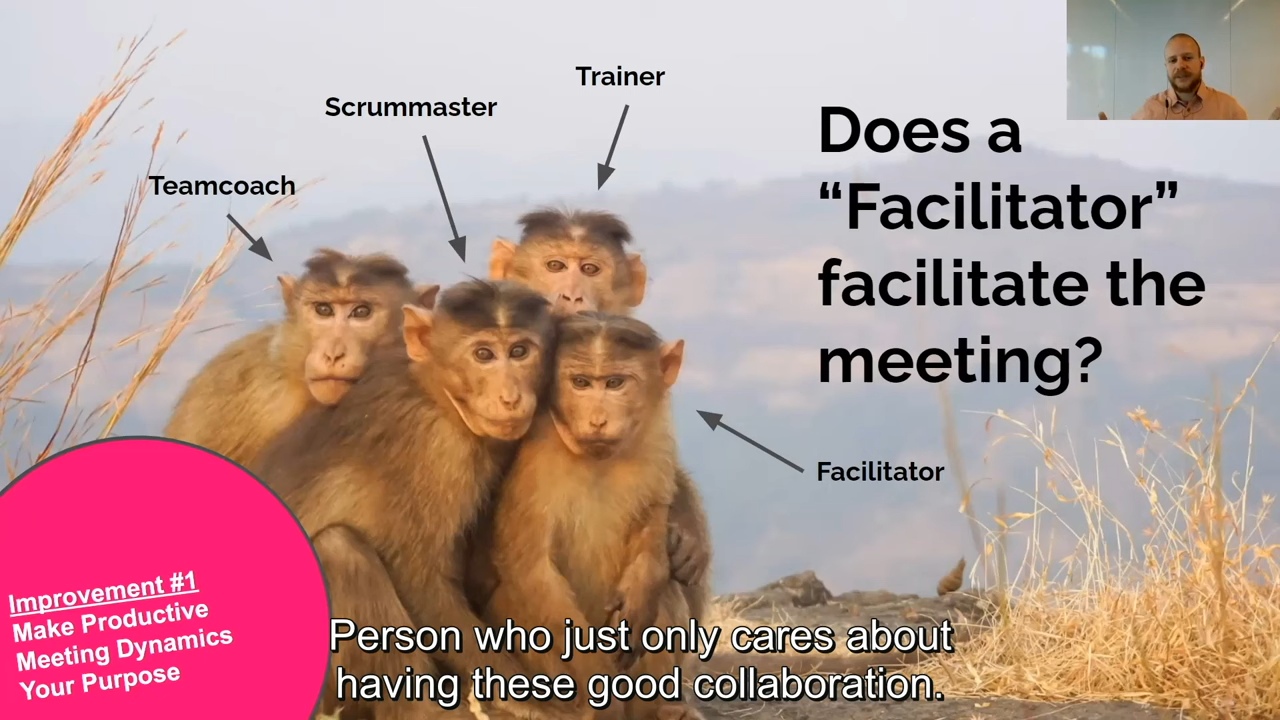 Trainer
Scrummaster
Teamcoach
Does a
“Facilitator”
facilitate the
meeting?
Facilitator
Improvement #1
Make Productive
Meeting Dynamics
Your Purpose
Person who just only cares about
having these good collaboration.